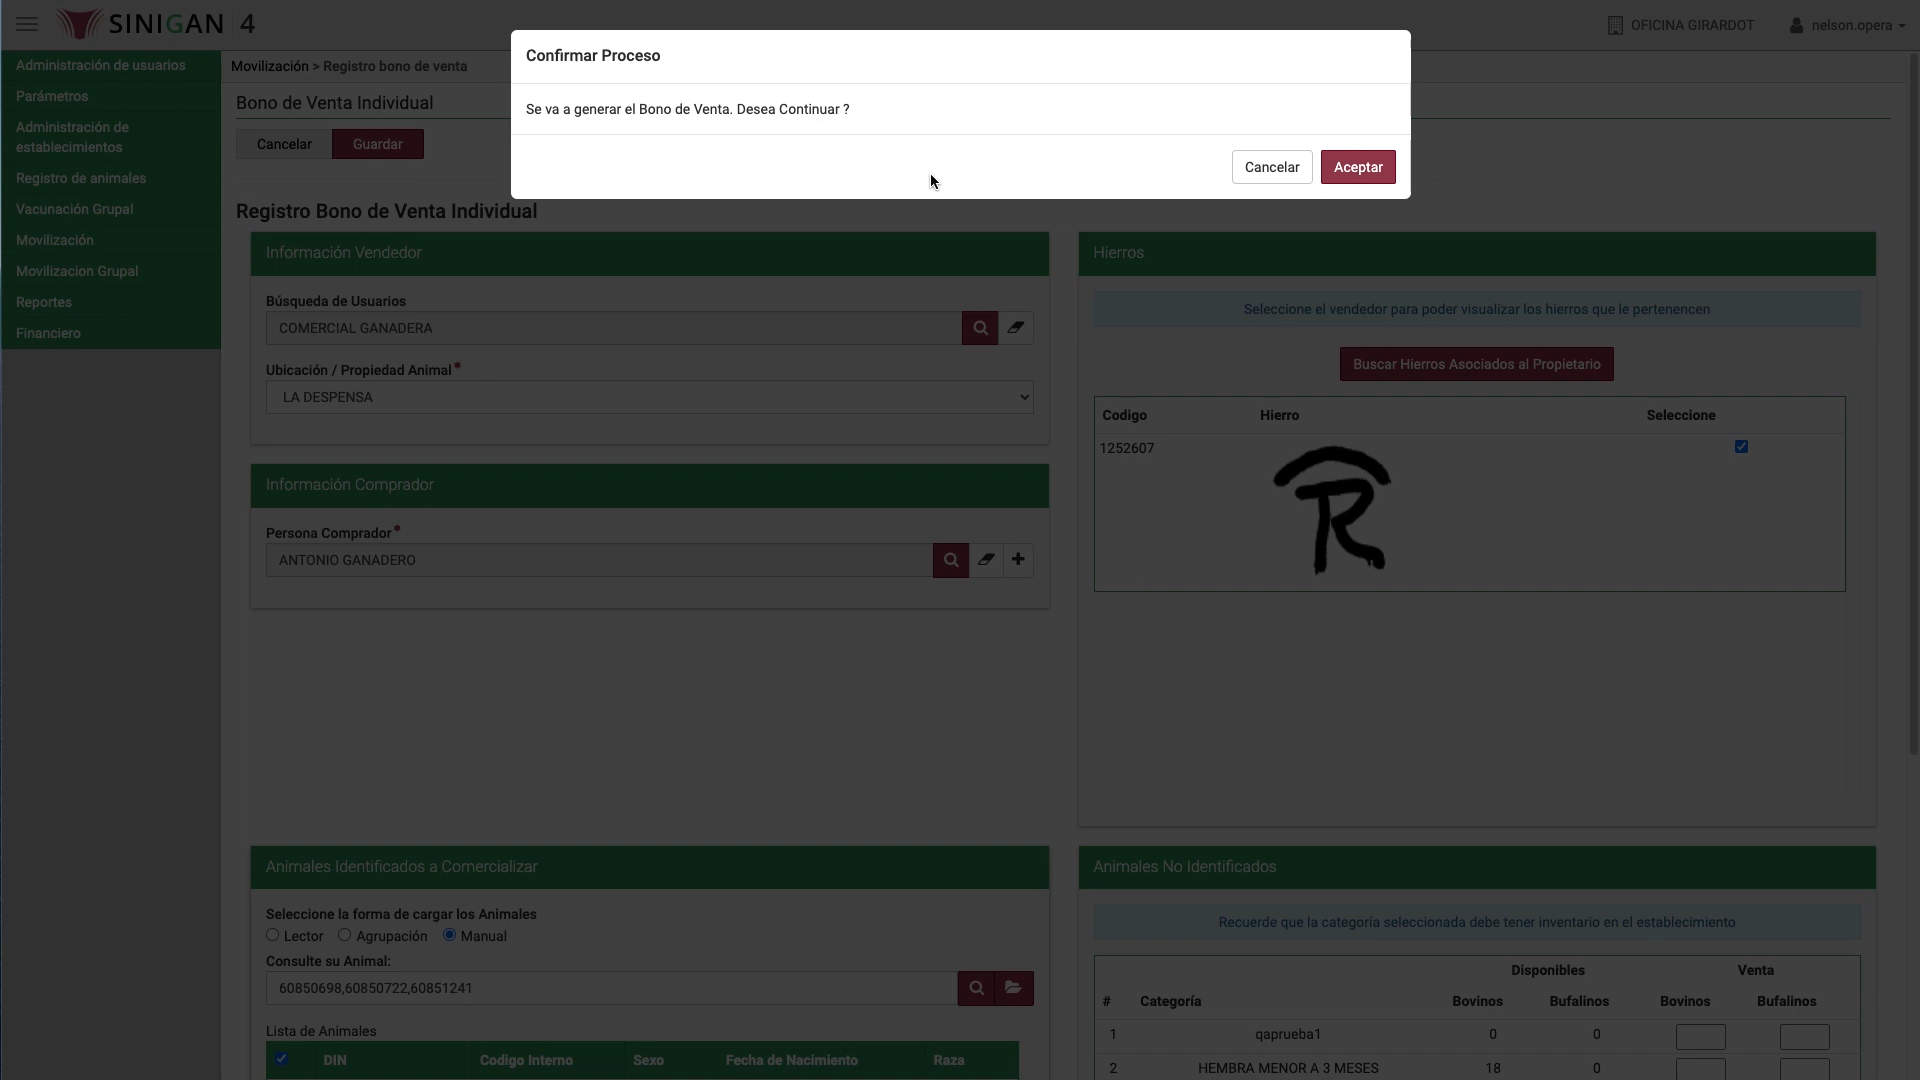 SINIGAN 4
OFICINA GIRARDOT
nelson.opera
Administración de usuarios
Parámetros
Administración de
establecimientos
Registro de animales
Vacunación Grupal
Movilización
Movilizacion Grupal
Reportes
Financiero
Movilización > Registro bono de venta
Bono de Venta Individual
Cancelar
Guardar
Confirmar Proceso
Se va a generar el Bono de Venta. Desea Continuar ?
Cancelar
Aceptar
Registro Bono de Venta Individual
Información Vendedor
Búsqueda de Usuarios
COMERCIAL GANADERA
Ubicación / Propiedad Animal*
LA DESPENSA
Información Comprador
Persona Comprador*
ANTONIO GANADERO
Hierros
Seleccione el vendedor para poder visualizar los hierros que le pertenencen
Buscar Hierros Asociados al Propietario
Codigo Hierro Seleccione
1252607
R
Animales Identificados a Comercializar
Seleccione la forma de cargar los Animales
Lector Agrupación Manual
Consulte su Animal:
60850698,60850722,60851241
Lista de Animales
DIN Codigo Interno Sexo Fecha de Nacimiento Raza
Animales No Identificados
Recuerde que la categoría seleccionada debe tener inventario en el establecimiento
Disponibles Venta
# Categoría Bovinos Bufalinos Bovinos Bufalinos
1 qaprueba1 0 0
2 HEMBRA MENOR A 3 MESES 18 0